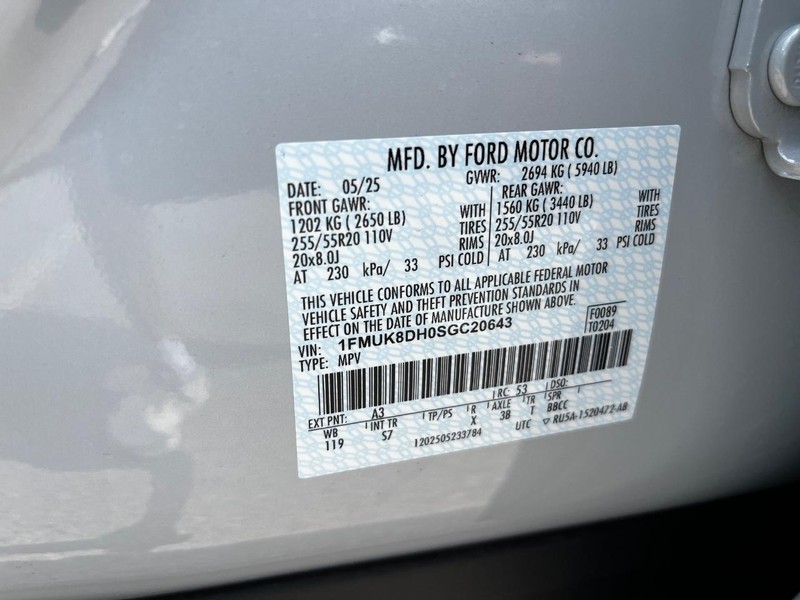 MFD. BY FORD MOTOR CO.
DATE: 05/25 GVWR: 2694 KG ( 5940 LB)
FRONT GAWR: REAR GAWR:
1202 KG ( 2650 LB) WITH 1560 KG ( 3440 LB) WITH
255/55R20 110V TIRES 255/55R20 110V TIRES
20x8.0J RIMS 20x8.0J RIMS
AT 230 kPa/ 33 PSI COLD AT 230 kPa/ 33 PSI COLD
THIS VEHICLE CONFORMS TO ALL APPLICABLE FEDERAL MOTOR
VEHICLE SAFETY AND THEFT PREVENTION STANDARDS IN
EFFECT ON THE DATE OF MANUFACTURE SHOWN ABOVE.
VIN: 1FMUK8DH0SGC20643 F0089
TYPE: MPV T0204
EXT PNT: A3 RC: 53 DSO:
WB INT TR TP/PS R AXLE TR SPR
119 S7 X 3B T BBCC
1202505233784 UTC ▽ RU5A-1520472-AB